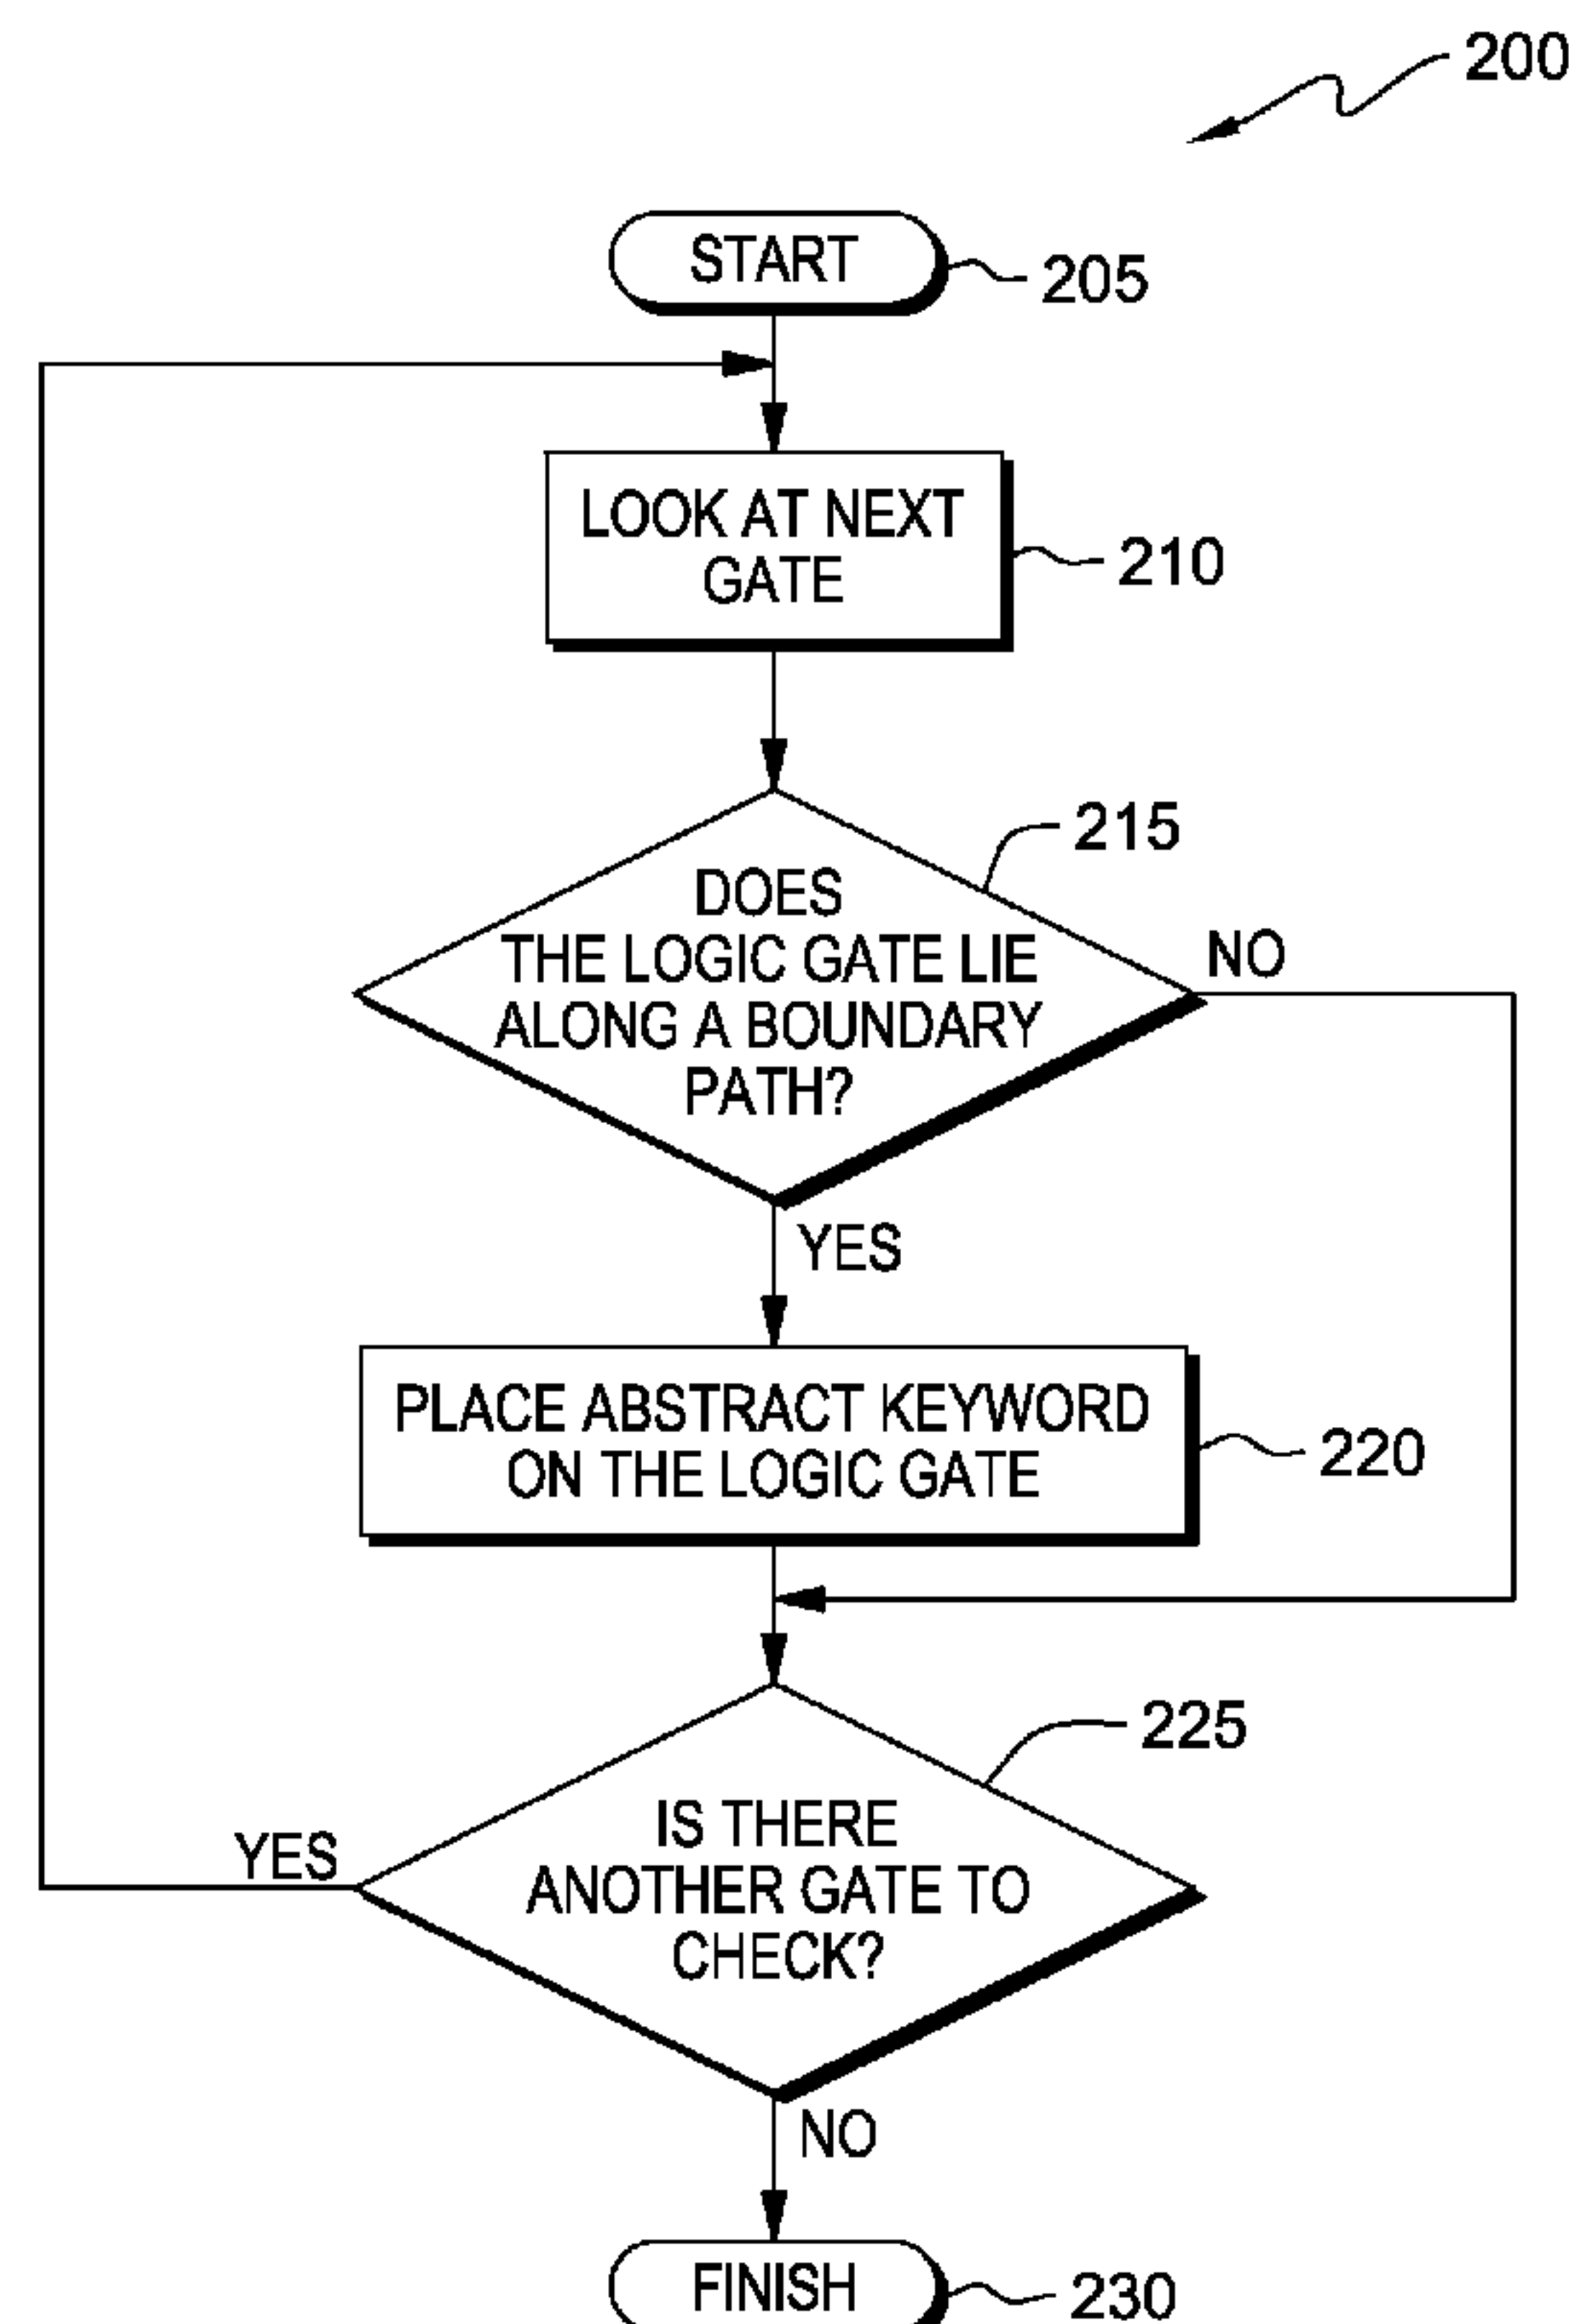 200
START
205
LOOK AT NEXT
GATE
210
215
DOES
THE LOGIC GATE LIE
ALONG A BOUNDARY
PATH?
NO
YES
PLACE ABSTRACT KEYWORD
ON THE LOGIC GATE
220
225
IS THERE
ANOTHER GATE TO
CHECK?
YES
NO
FINISH
230